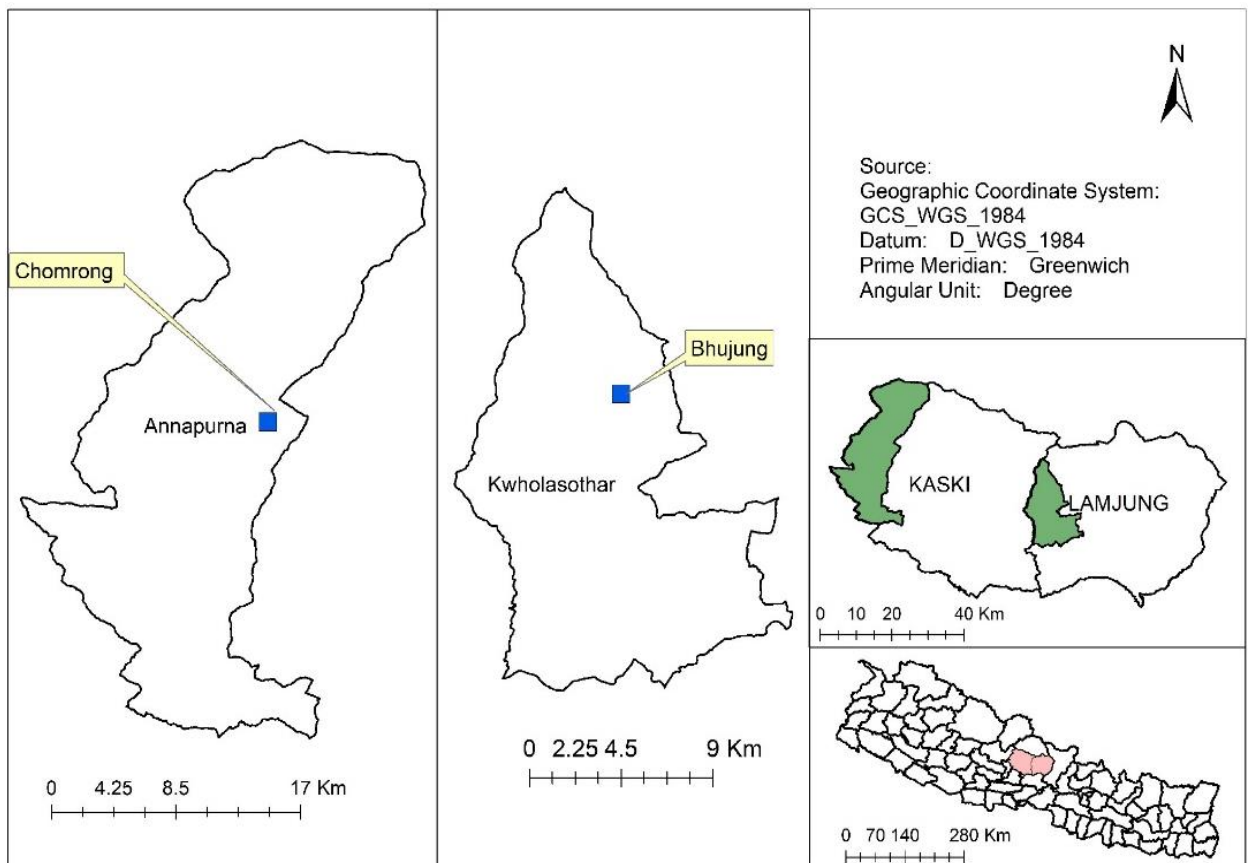 Chomrong
Annapurna
0 4.25 8.5 17 Km
Bhujung
Kwholasothar
0 2.25 4.5 9 Km
N
Source:
Geographic Coordinate System:
GCS_WGS_1984
Datum: D_WGS_1984
Prime Meridian: Greenwich
Angular Unit: Degree
KASKI
LAMJUNG
0 10 20 40 Km
0 70 140 280 Km